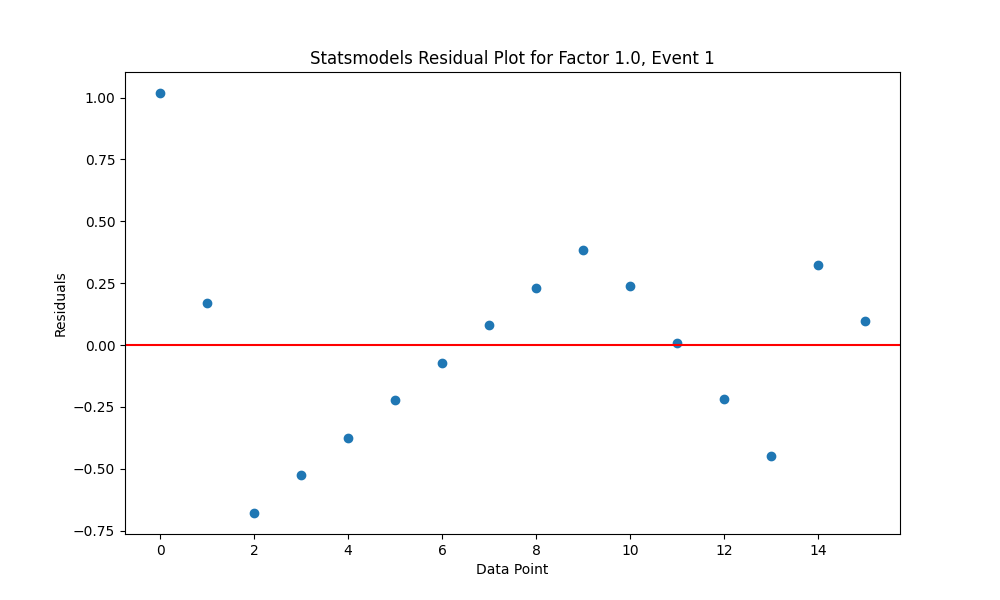 Statsmodels Residual Plot for Factor 1.0, Event 1
1.00
0.75
0.50
0.25
0.00
−0.25
−0.50
−0.75
Residuals
0 2 4 6 8 10 12 14
Data Point